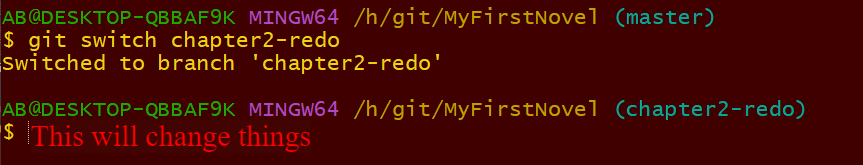 AB@DESKTOP-QBBAF9K MINGW64 /h/git/MyFirstNovel (master)
$ git switch chapter2-redo
Switched to branch 'chapter2-redo'
AB@DESKTOP-QBBAF9K MINGW64 /h/git/MyFirstNovel (chapter2-redo)
$ This will change things